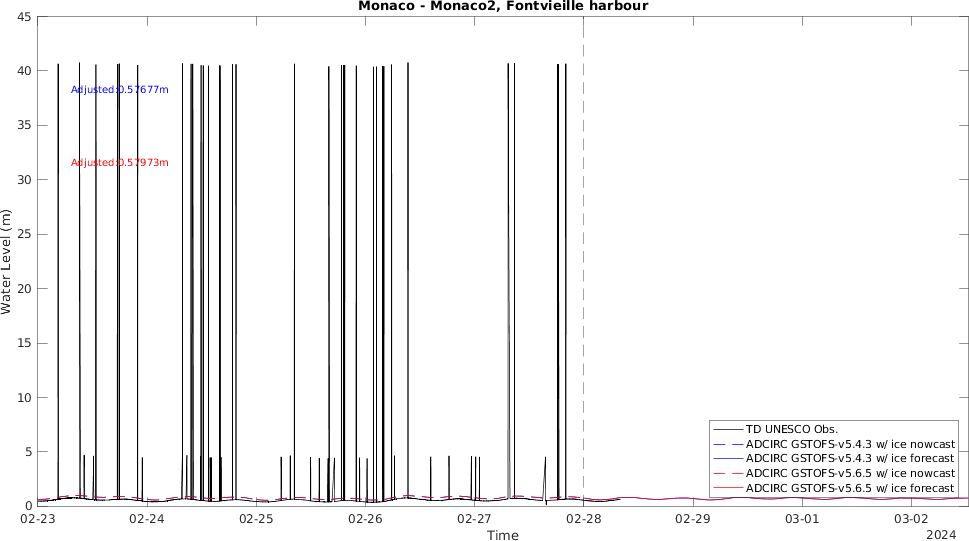 Monaco - Monaco2, Fontvieille harbour
45
40
35
30
25
20
15
10
5
0
Water Level (m)
Adjusted:0.57677m
Adjusted:0.57973m
TD UNESCO Obs.
ADCIRC GSTOFS-v5.4.3 w/ ice nowcast
ADCIRC GSTOFS-v5.4.3 w/ ice forecast
ADCIRC GSTOFS-v5.6.5 w/ ice nowcast
ADCIRC GSTOFS-v5.6.5 w/ ice forecast
02-23 02-24 02-25 02-26 02-27 02-28 02-29 03-01 03-02
Time
2024